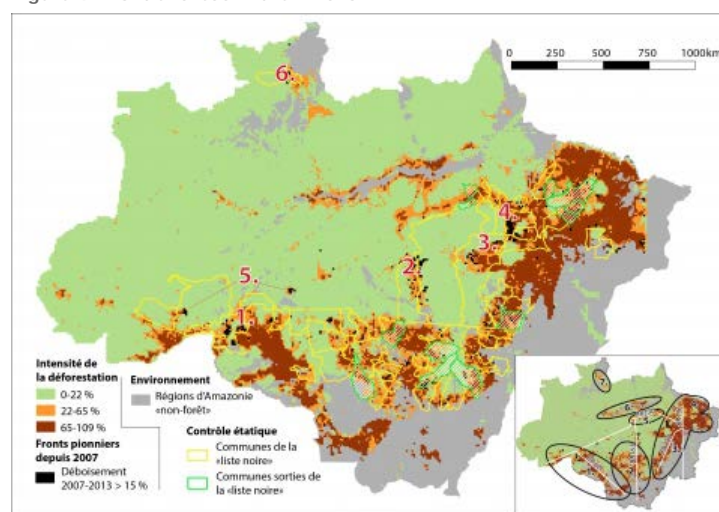 0 250 500 750 1000km
6
4.
3.
2.
5.
1.
Intensité de
la déforestation
0-22 %
22-65 %
65-109 %
Fronts pionniers
depuis 2007
Déboisement
2007-2013 > 15 %
Environnement
Régions d'Amazonie
«non-forêt»
Contrôle étatique
Communes de la
«liste noire»
Communes sorties de
la «liste noire»
7